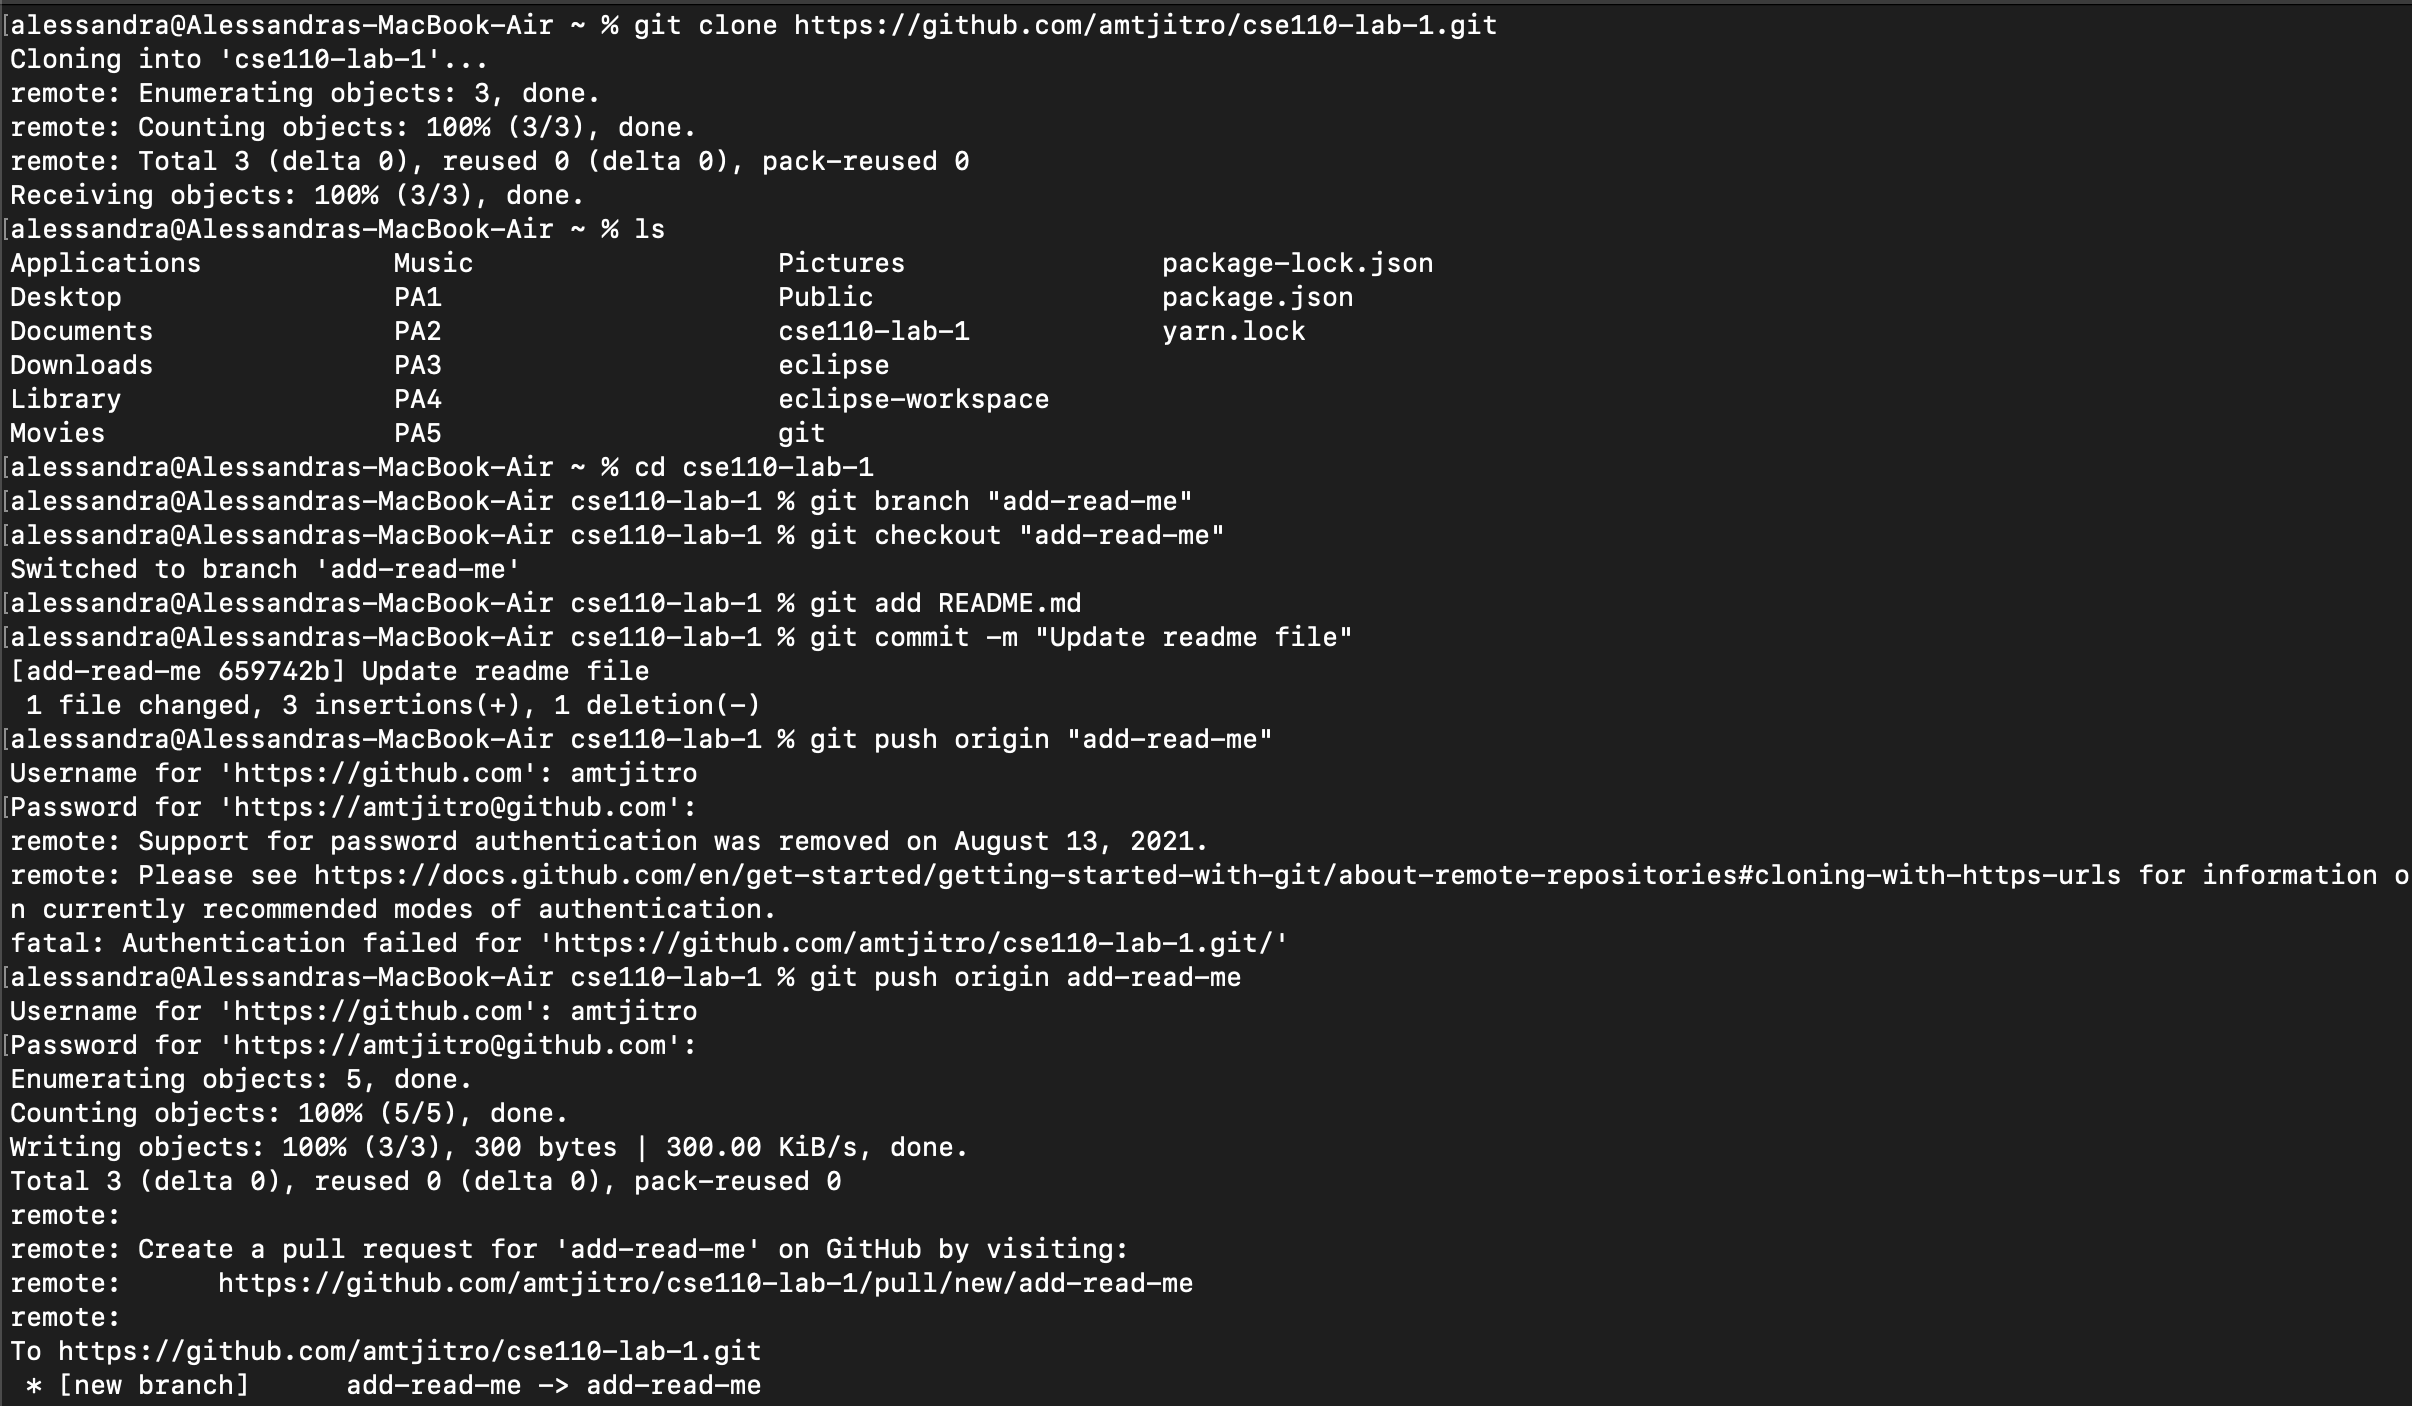 [alessandra@Alessandras-MacBook-Air ~ % git clone https://github.com/amtjitro/cse110-lab-1.git
Cloning into 'cse110-lab-1'...
remote: Enumerating objects: 3, done.
remote: Counting objects: 100% (3/3), done.
remote: Total 3 (delta 0), reused 0 (delta 0), pack-reused 0
Receiving objects: 100% (3/3), done.
[alessandra@Alessandras-MacBook-Air ~ % ls
Applications Music Pictures package-lock.json
Desktop PA1 Public package.json
Documents PA2 cse110-lab-1 yarn.lock
Downloads PA3 eclipse
Library PA4 eclipse-workspace
Movies PA5 git
[alessandra@Alessandras-MacBook-Air ~ % cd cse110-lab-1
[alessandra@Alessandras-MacBook-Air cse110-lab-1 % git branch "add-read-me"
[alessandra@Alessandras-MacBook-Air cse110-lab-1 % git checkout "add-read-me"
Switched to branch 'add-read-me'
[alessandra@Alessandras-MacBook-Air cse110-lab-1 % git add README.md
[alessandra@Alessandras-MacBook-Air cse110-lab-1 % git commit -m "Update readme file"
[add-read-me 659742b] Update readme file
 1 file changed, 3 insertions(+), 1 deletion(-)
[alessandra@Alessandras-MacBook-Air cse110-lab-1 % git push origin "add-read-me"
Username for 'https://github.com': amtjitro
[Password for 'https://amtjitro@github.com':
remote: Support for password authentication was removed on August 13, 2021.
remote: Please see https://docs.github.com/en/get-started/getting-started-with-git/about-remote-repositories#cloning-with-https-urls for information o
n currently recommended modes of authentication.
fatal: Authentication failed for 'https://github.com/amtjitro/cse110-lab-1.git/'
[alessandra@Alessandras-MacBook-Air cse110-lab-1 % git push origin add-read-me
Username for 'https://github.com': amtjitro
[Password for 'https://amtjitro@github.com':
Enumerating objects: 5, done.
Counting objects: 100% (5/5), done.
Writing objects: 100% (3/3), 300 bytes | 300.00 KiB/s, done.
Total 3 (delta 0), reused 0 (delta 0), pack-reused 0
remote:
remote: Create a pull request for 'add-read-me' on GitHub by visiting:
remote:      https://github.com/amtjitro/cse110-lab-1/pull/new/add-read-me
remote:
To https://github.com/amtjitro/cse110-lab-1.git
 * [new branch]      add-read-me -> add-read-me